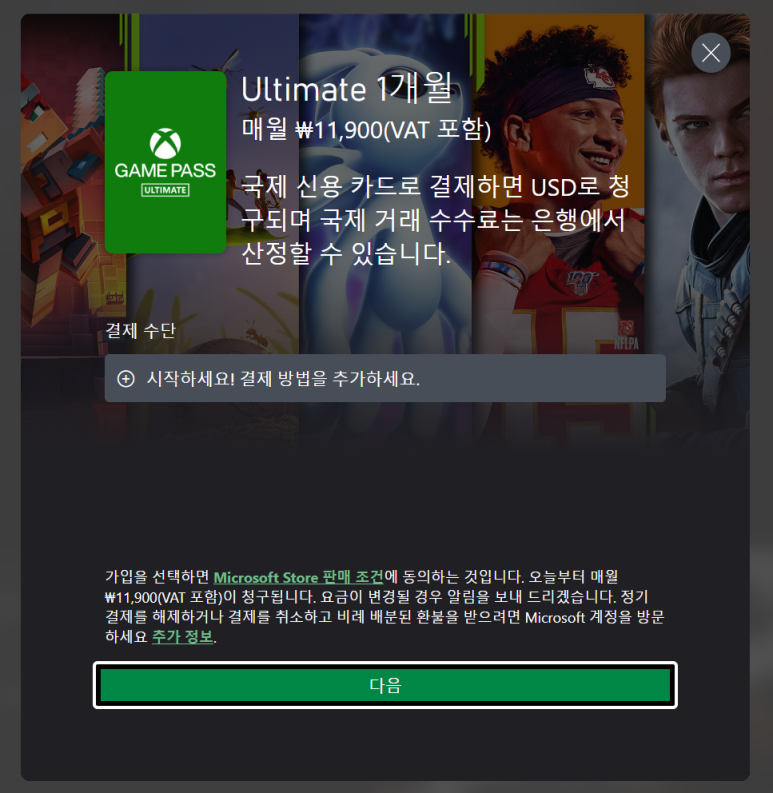 Ultimate 1개월
매월 ₩11,900(VAT 포함)
GAME PASS
ULTIMATE
국제 신용 카드로 결제하면 USD로 청
구되며 국제 거래 수수료는 은행에서
산정할 수 있습니다.
NFLPA
결제 수단
시작하세요! 결제 방법을 추가하세요.
가입을 선택하면 Microsoft Store 판매 조건에 동의하는 것입니다. 오늘부터 매월
₩11,900(VAT 포함)이 청구됩니다. 요금이 변경될 경우 알림을 보내 드리겠습니다. 정기
결제를 해제하거나 결제를 취소하고 비례 배분된 환불을 받으려면 Microsoft 계정을 방문
하세요 추가 정보.
다음